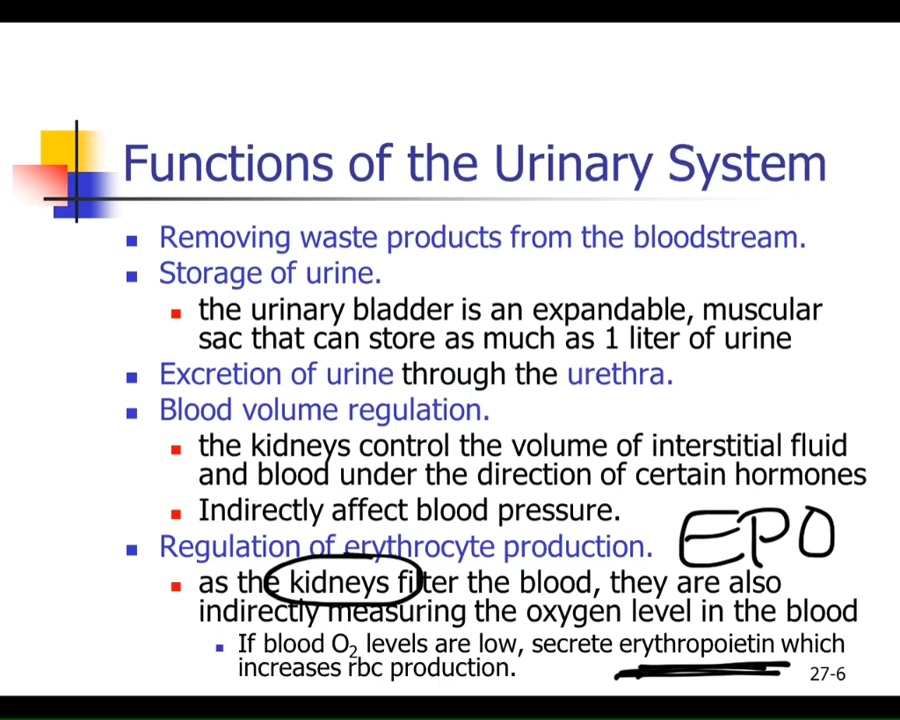 Functions of the Urinary System
Removing waste products from the bloodstream.
Storage of urine.
the urinary bladder is an expandable, muscular
sac that can store as much as 1 liter of urine
Excretion of urine through the urethra.
Blood volume regulation.
the kidneys control the volume of interstitial fluid
and blood under the direction of certain hormones
Indirectly affect blood pressure.
EPO
Regulation of erythrocyte production.
as the kidneys filter the blood, they are also
indirectly measuring the oxygen level in the blood
If blood O₂ levels are low, secrete erythropoietin which
increases rbc production.
27-6